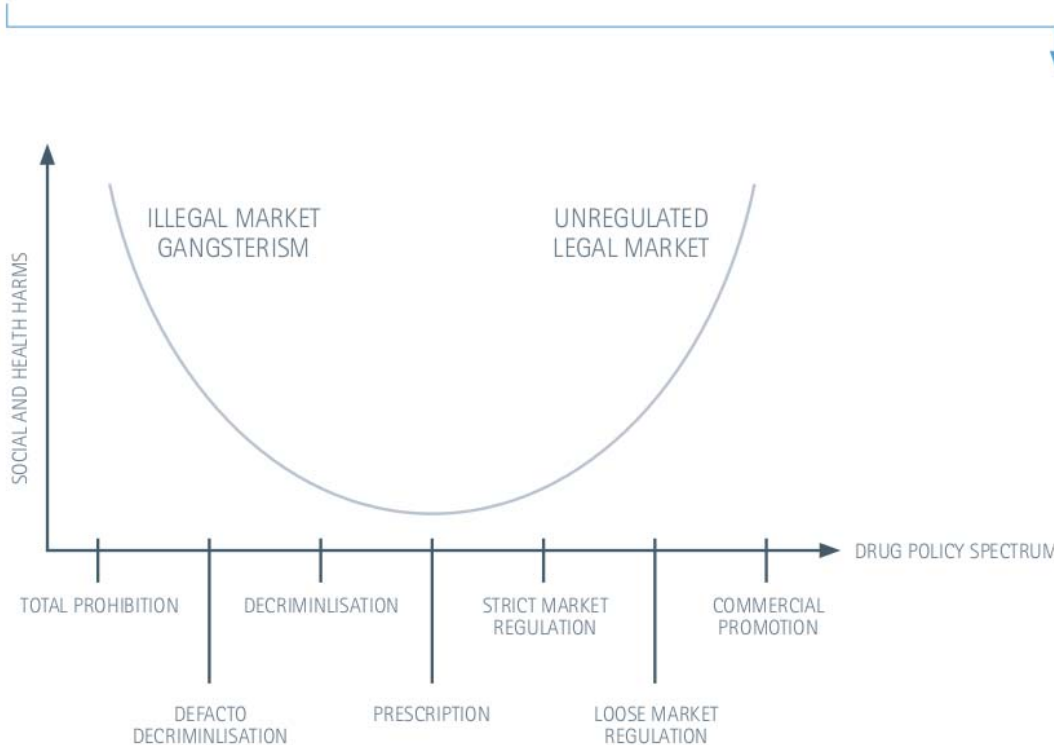 ILLEGAL MARKET
GANGSTERISM
UNREGULATED
LEGAL MARKET
SOCIAL AND HEALTH HARMS
DRUG POLICY SPECTRUM
TOTAL PROHIBITION
DECRIMINLISATION
STRICT MARKET
REGULATION
COMMERCIAL
PROMOTION
DEFACTO
DECRIMINLISATION
PRESCRIPTION
LOOSE MARKET
REGULATION